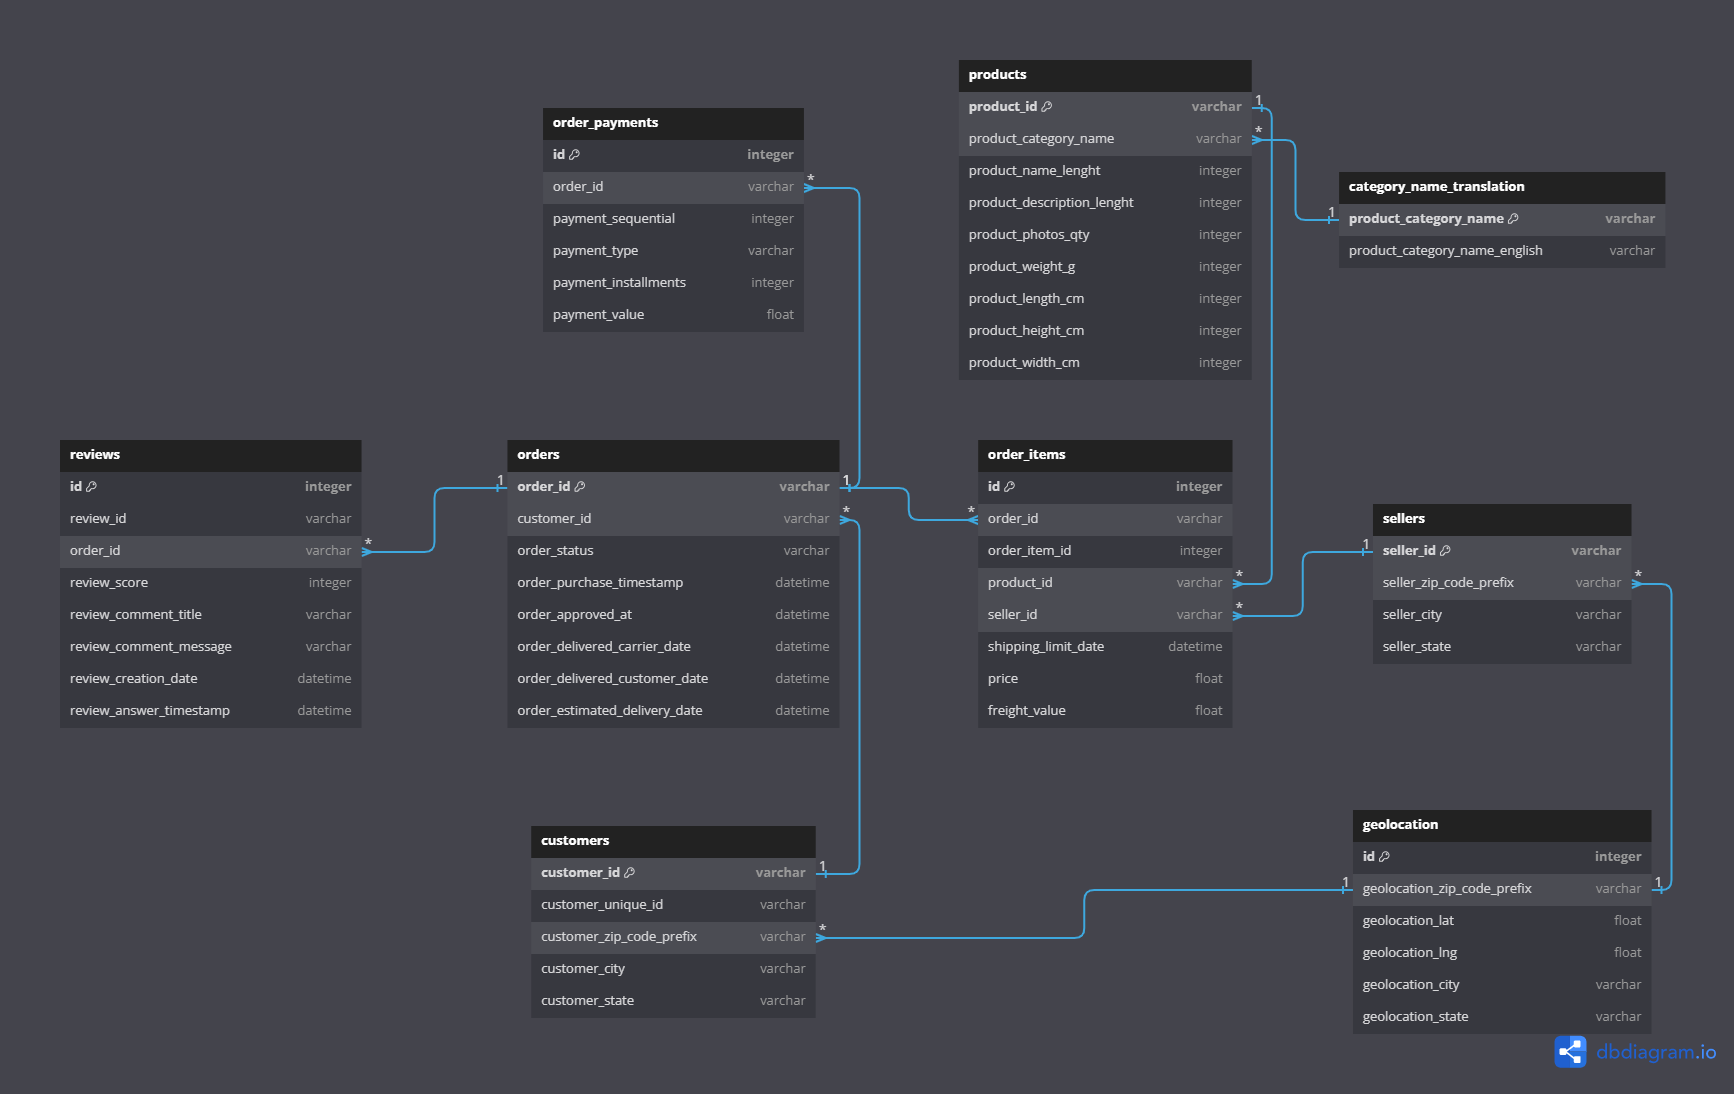 products
product_id varchar
product_category_name varchar
product_name_lenght integer
product_description_lenght integer
product_photos_qty integer
product_weight_g integer
product_length_cm integer
product_height_cm integer
product_width_cm integer
1
*
order_payments
id integer
order_id varchar
payment_sequential integer
payment_type varchar
payment_installments integer
payment_value float
*
category_name_translation
product_category_name varchar
product_category_name_english varchar
1
reviews
id integer
review_id varchar
order_id varchar
review_score integer
review_comment_title varchar
review_comment_message varchar
review_creation_date datetime
review_answer_timestamp datetime
*
1
orders
order_id varchar
customer_id varchar
order_status varchar
order_purchase_timestamp datetime
order_approved_at datetime
order_delivered_carrier_date datetime
order_delivered_customer_date datetime
order_estimated_delivery_date datetime
1
*
*
order_items
id integer
order_id varchar
order_item_id integer
product_id varchar
seller_id varchar
shipping_limit_date datetime
price float
freight_value float
*
*
1
sellers
seller_id varchar
seller_zip_code_prefix varchar
seller_city varchar
seller_state varchar
*
customers
customer_id varchar
customer_unique_id varchar
customer_zip_code_prefix varchar
customer_city varchar
customer_state varchar
1
*
1
geolocation
id integer
geolocation_zip_code_prefix varchar
geolocation_lat float
geolocation_lng float
geolocation_city varchar
geolocation_state varchar
1
dbdiagram.io